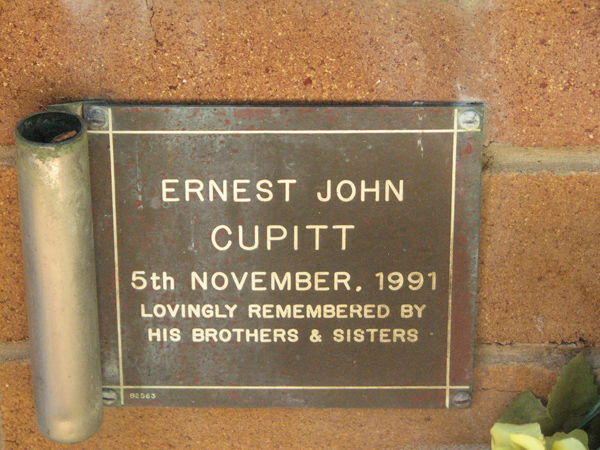 ERNEST JOHN
CUPITT
5th NOVEMBER, 1991
LOVINGLY REMEMBERED BY
HIS BROTHERS & SISTERS
92563